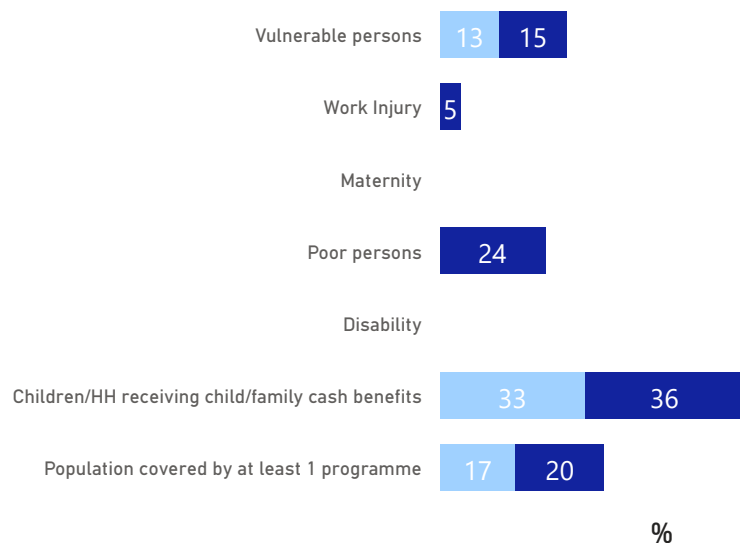 Vulnerable persons 13 15
Work Injury 5
Maternity
Poor persons 24
Disability
Children/HH receiving child/family cash benefits 33 36
Population covered by at least 1 programme 17 20
%